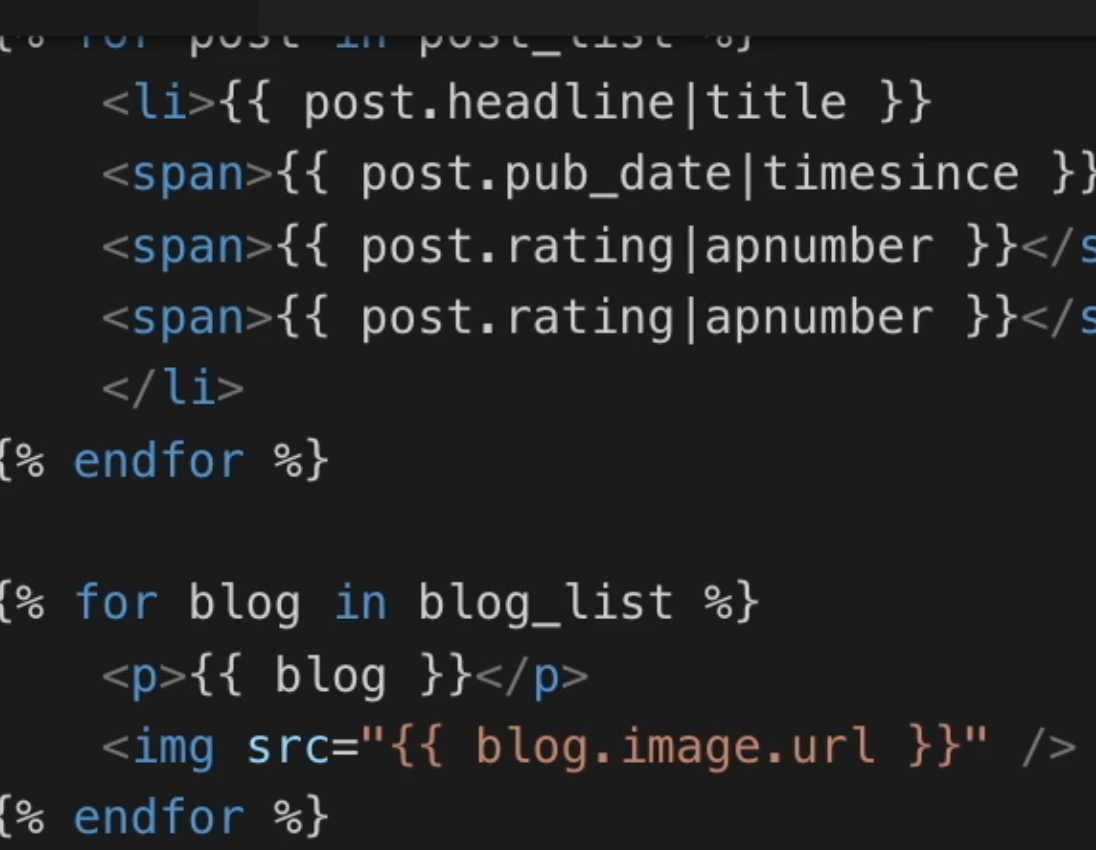 {% for post in post_list %}
<li>{{ post.headline|title }}
<span>{{ post.pub_date|timesince }}
<span>{{ post.rating|apnumber }}</s
<span>{{ post.rating|apnumber }}</s
</li>
{% endfor %}
{% for blog in blog_list %}
<p>{{ blog }}</p>
<img src="{{ blog.image.url }}" />
{% endfor %}